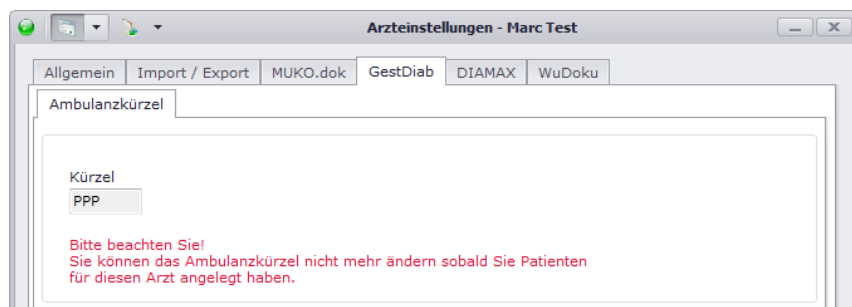 Arzteinstellungen - Marc Test
Allgemein Import / Export MUKO.dok GestDiab DIAMAX WuDoku
Ambulanzkürzel
Kürzel
PPP
Bitte beachten Sie!
Sie können das Ambulanzkürzel nicht mehr ändern sobald Sie Patienten
für diesen Arzt angelegt haben.